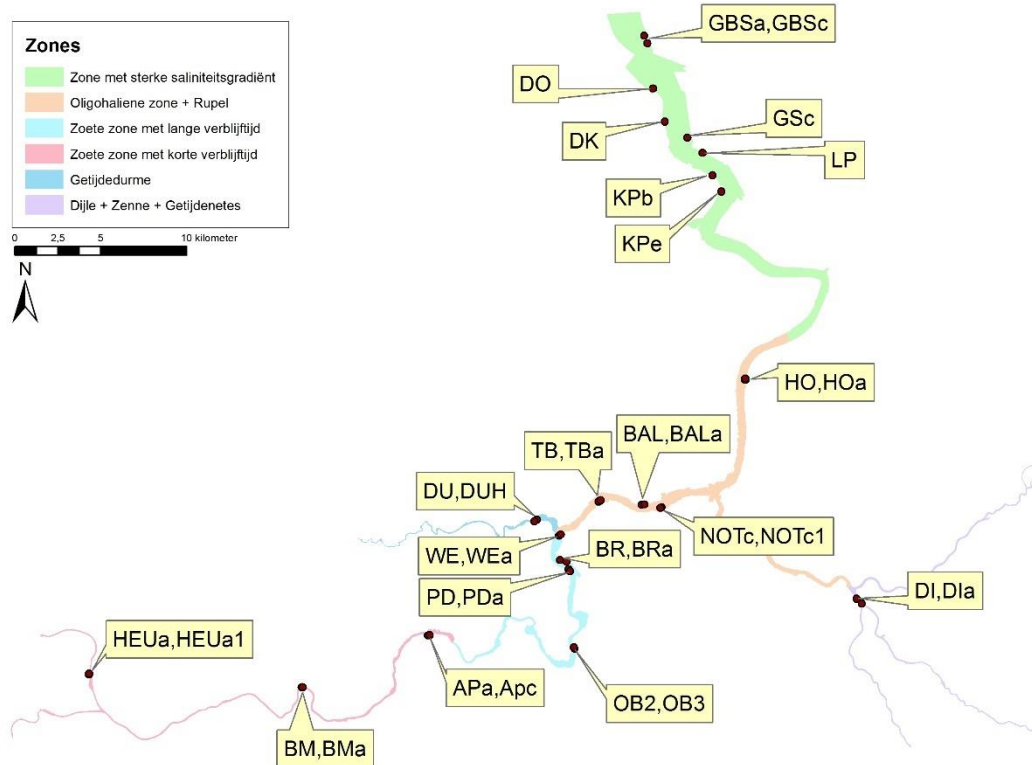 Zones
Zone met sterke saliniteitsgradiënt
Oligohaliene zone + Rupel
Zoete zone met lange verblijftijd
Zoete zone met korte verblijftijd
Getijdedurme
Dijle + Zenne + Getijdenetes
0 2,5 5 10 kilometer
N
GBSa,GBSc
DO
DK
GSc
LP
KPb
KPe
HO,HOa
BAL,BALa
TB,TBa
DU,DUH
NOTc,NOTc1
WE,WEa
BR,BRa
PD,PDa
DI,DIa
HEUa,HEUa1
APa,Apc
OB2,OB3
BM,BMa